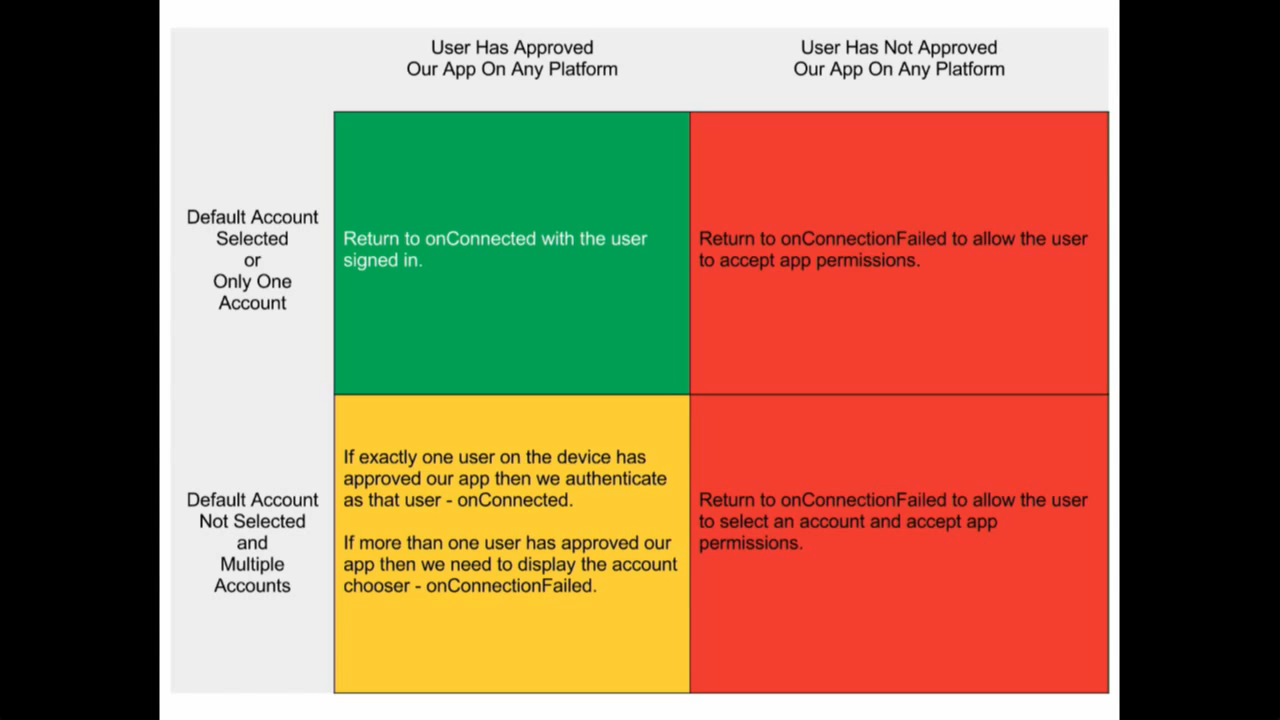 User Has Approved
Our App On Any Platform
User Has Not Approved
Our App On Any Platform
Default Account
Selected
or
Only One
Account
Return to onConnected with the user
signed in.
Return to onConnectionFailed to allow the user
to accept app permissions.
Default Account
Not Selected
and
Multiple
Accounts
If exactly one user on the device has
approved our app then we authenticate
as that user - onConnected.
If more than one user has approved our
app then we need to display the account
chooser - onConnectionFailed.
Return to onConnectionFailed to allow the user
to select an account and accept app
permissions.